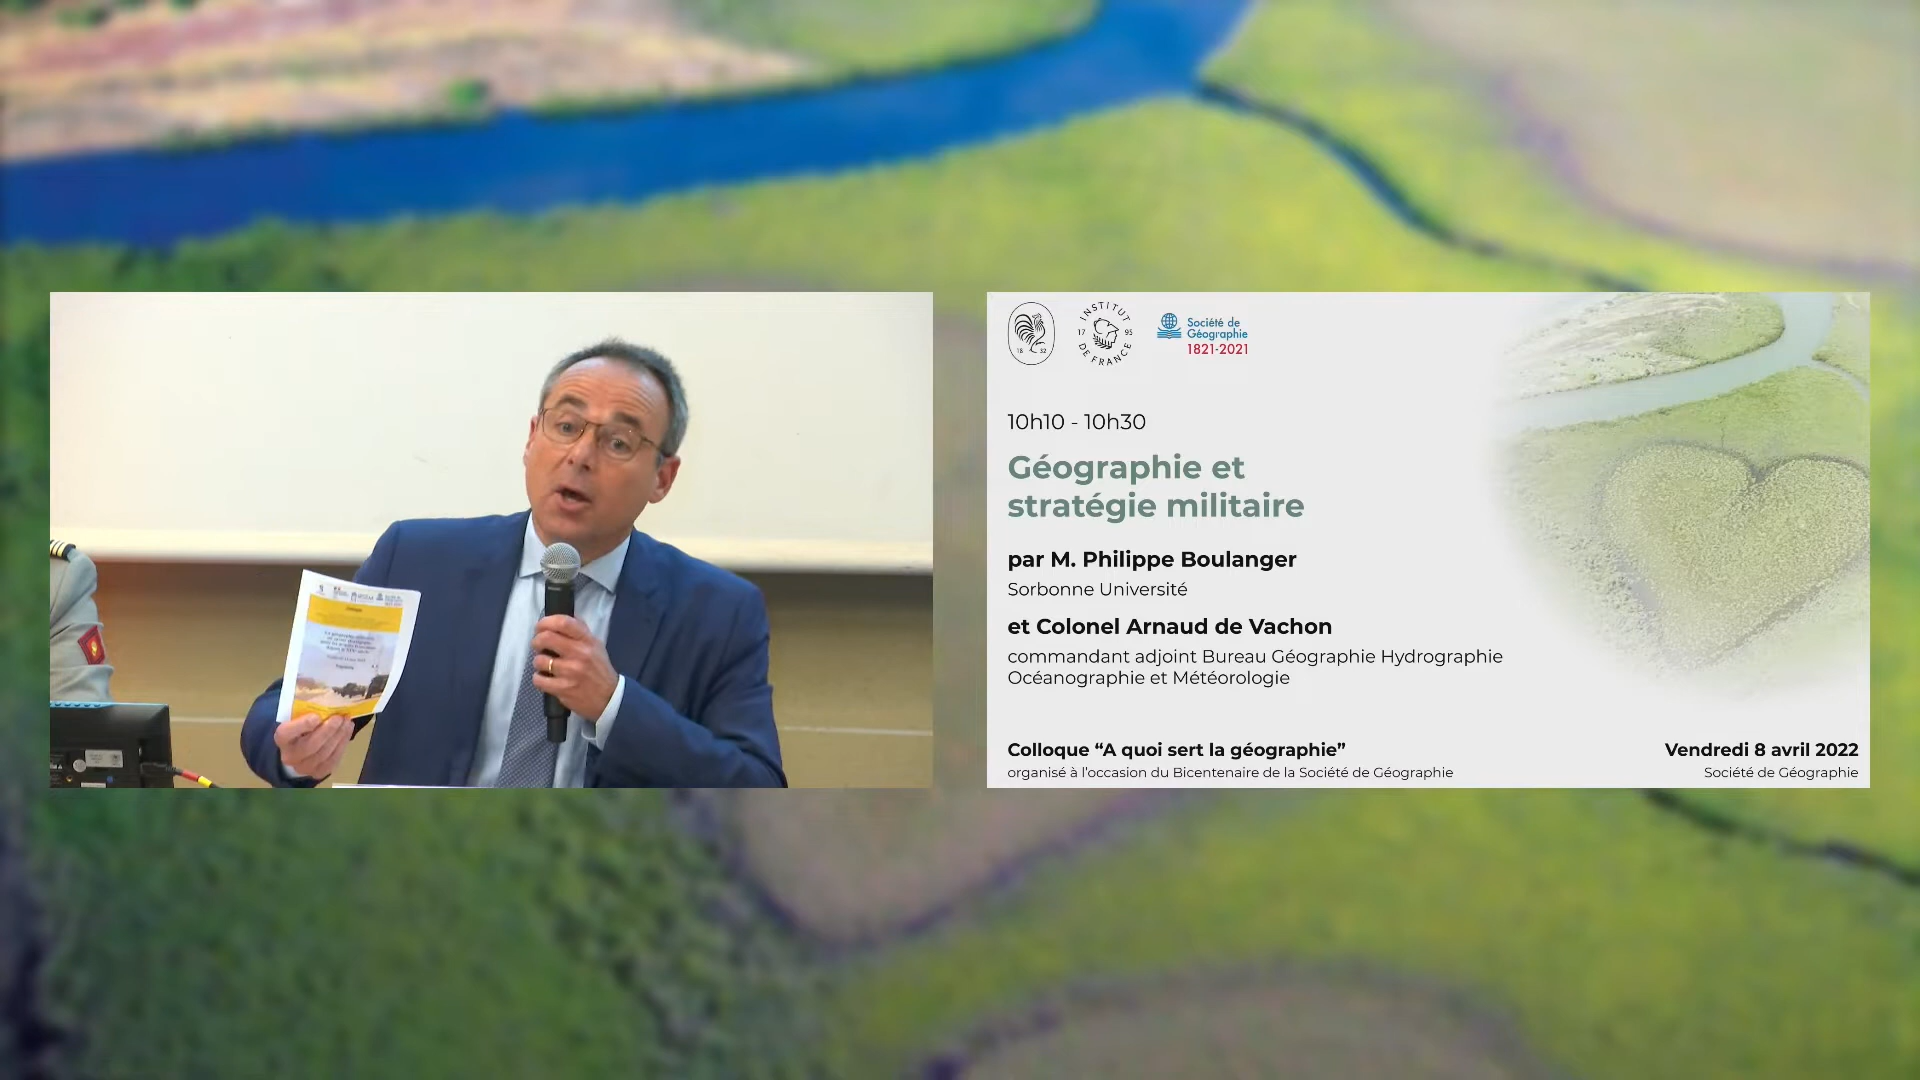 INSTITUT
17 95
DE FRANCE
18 32
Société de
Géographie
1821-2021
10h10 - 10h30
Géographie et
stratégie militaire
par M. Philippe Boulanger
Sorbonne Université
et Colonel Arnaud de Vachon
commandant adjoint Bureau Géographie Hydrographie
Océanographie et Météorologie
Colloque “A quoi sert la géographie”
organisé à l’occasion du Bicentenaire de la Société de Géographie
Vendredi 8 avril 2022
Société de Géographie